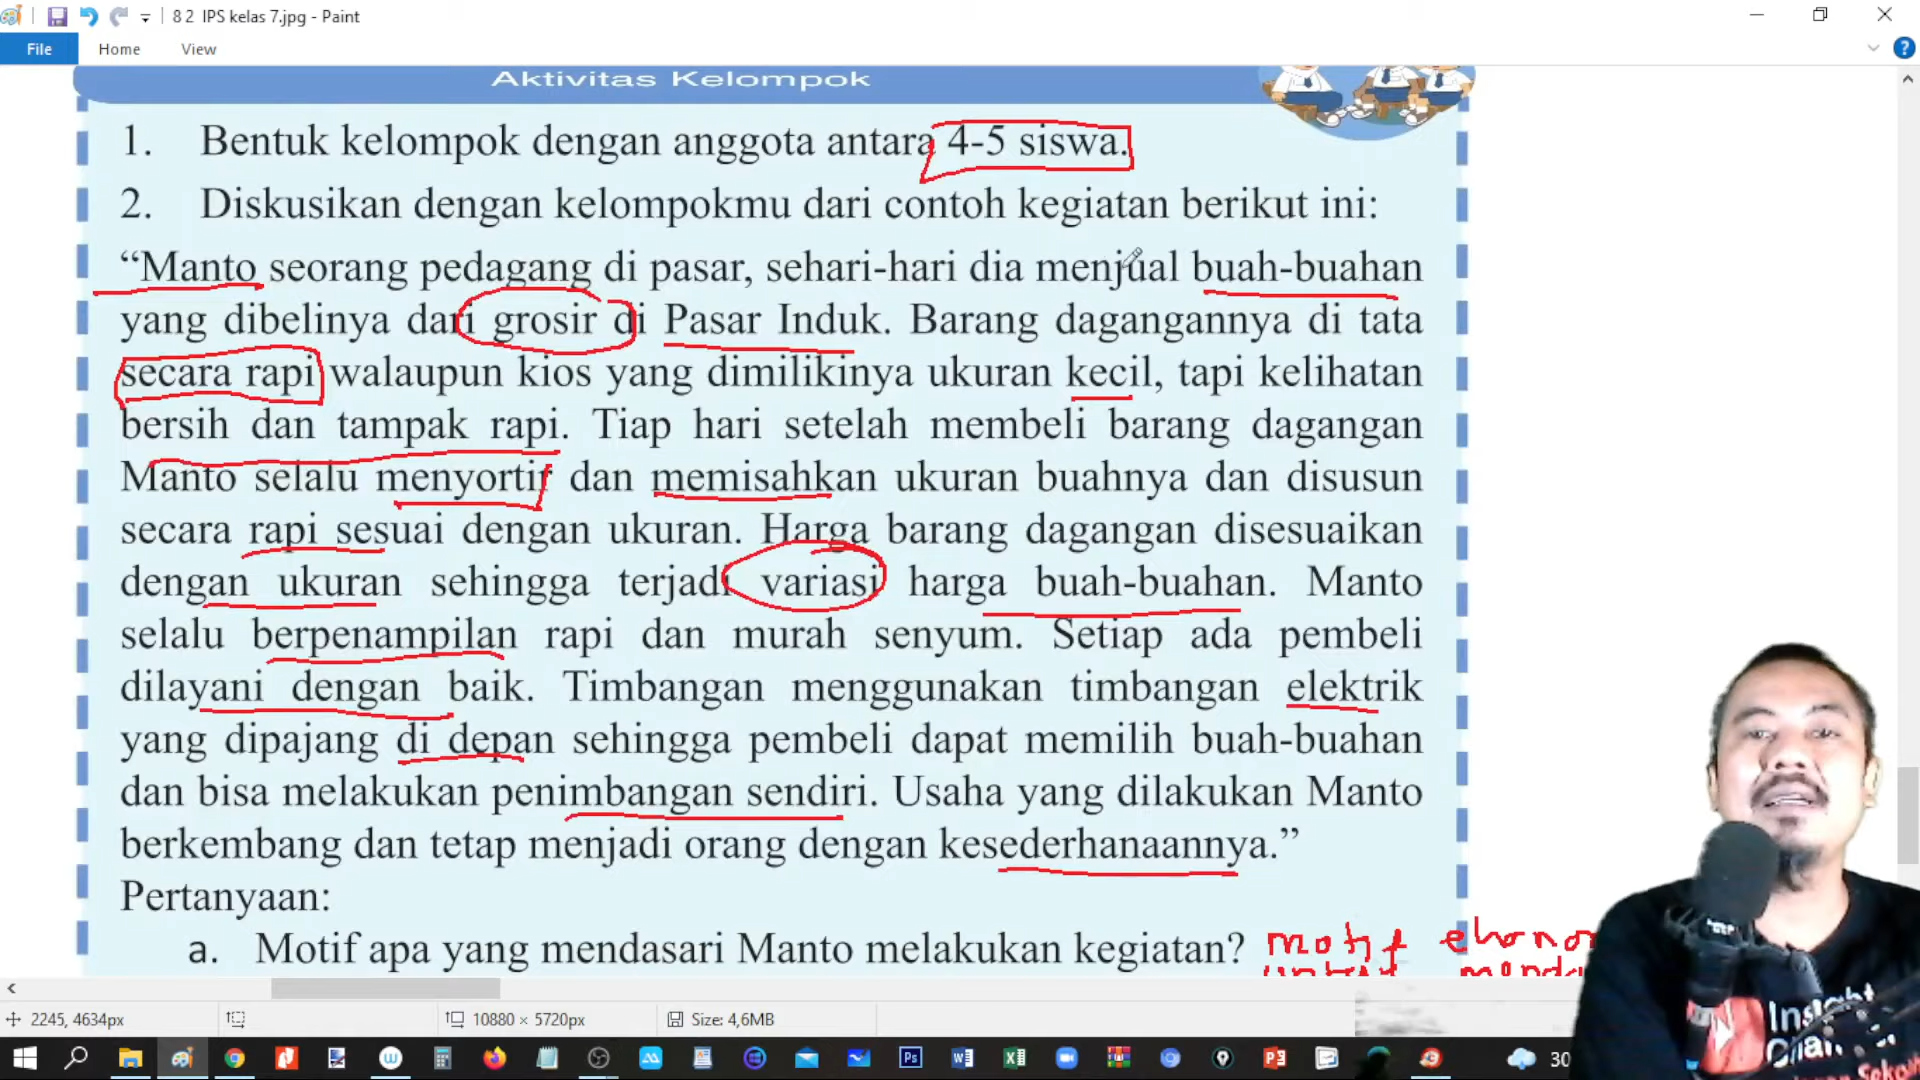 8 2 IPS kelas 7.jpg - Paint
File Home View
Aktivitas Kelompok
1. Bentuk kelompok dengan anggota antara 4-5 siswa.
2. Diskusikan dengan kelompokmu dari contoh kegiatan berikut ini:
“Manto seorang pedagang di pasar, sehari-hari dia menjual buah-buahan
yang dibelinya dari grosir di Pasar Induk. Barang dagangannya di tata
secara rapi walaupun kios yang dimilikinya ukuran kecil, tapi kelihatan
bersih dan tampak rapi. Tiap hari setelah membeli barang dagangan
Manto selalu menyortir dan memisahkan ukuran buahnya dan disusun
secara rapi sesuai dengan ukuran. Harga barang dagangan disesuaikan
dengan ukuran sehingga terjadi variasi harga buah-buahan. Manto
selalu berpenampilan rapi dan murah senyum. Setiap ada pembeli
dilayani dengan baik. Timbangan menggunakan timbangan elektrik
yang dipajang di depan sehingga pembeli dapat memilih buah-buahan
dan bisa melakukan penimbangan sendiri. Usaha yang dilakukan Manto
berkembang dan tetap menjadi orang dengan kesederhanaannya.”
Pertanyaan:
a. Motif apa yang mendasari Manto melakukan kegiatan? motif ekono
2245, 4634px 10880 × 5720px Size: 4,6MB
30